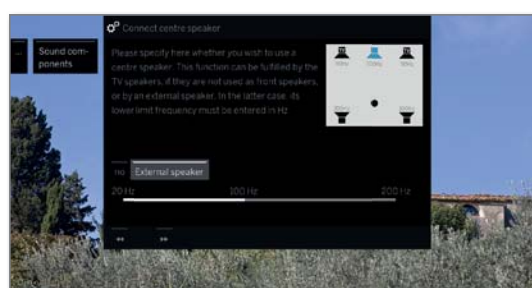 Connect centre speaker
...
Sound com-
ponents
Please specify here whether you wish to use a
centre speaker. This function can be fulfilled by the
TV speakers, if they are not used as front speakers,
or by an external speaker. In the latter case, its
lower limit frequency must be entered in Hz
TV
TV
no
External speaker
20 Hz
100 Hz
200 Hz